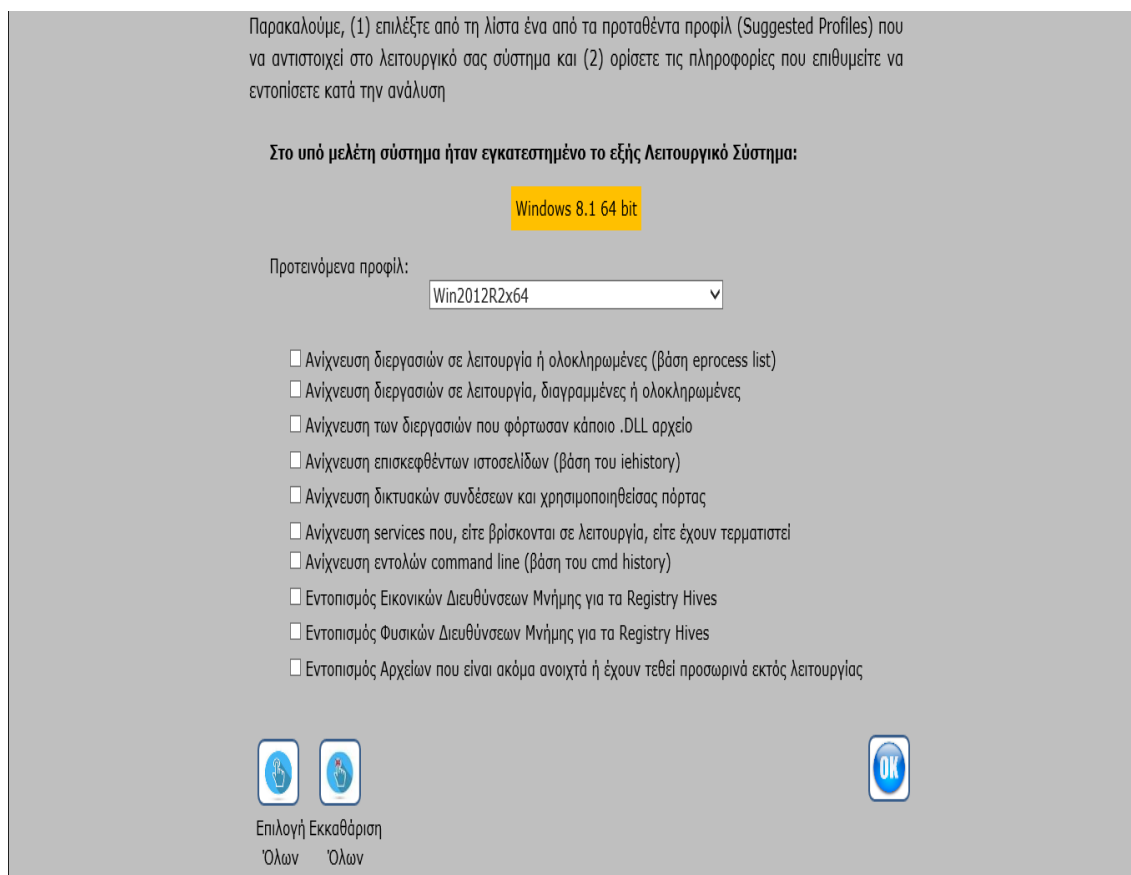 Παρακαλούμε, (1) επιλέξτε από τη λίστα ένα από τα προταθέντα προφίλ (Suggested Profiles) που
να αντιστοιχεί στο λειτουργικό σας σύστημα και (2) ορίσετε τις πληροφορίες που επιθυμείτε να
εντοπίσετε κατά την ανάλυση
Στο υπό μελέτη σύστημα ήταν εγκατεστημένο το εξής Λειτουργικό Σύστημα:
Windows 8.1 64 bit
Προτεινόμενα προφίλ:
Win2012R2x64
Ανίχνευση διεργασιών σε λειτουργία ή ολοκληρωμένες (βάση eprocess list)
Ανίχνευση διεργασιών σε λειτουργία, διαγραμμένες ή ολοκληρωμένες
Ανίχνευση των διεργασιών που φόρτωσαν κάποιο .DLL αρχείο
Ανίχνευση επισκεφθέντων ιστοσελίδων (βάση του iehistory)
Ανίχνευση δικτυακών συνδέσεων και χρησιμοποιηθείσας πόρτας
Ανίχνευση services που, είτε βρίσκονται σε λειτουργία, είτε έχουν τερματιστεί
Ανίχνευση εντολών command line (βάση του cmd history)
Εντοπισμός Εικονικών Διευθύνσεων Μνήμης για τα Registry Hives
Εντοπισμός Φυσικών Διευθύνσεων Μνήμης για τα Registry Hives
Εντοπισμός Αρχείων που είναι ακόμα ανοιχτά ή έχουν τεθεί προσωρινά εκτός λειτουργίας
OK
Επιλογή Εκκαθάριση
Όλων Όλων